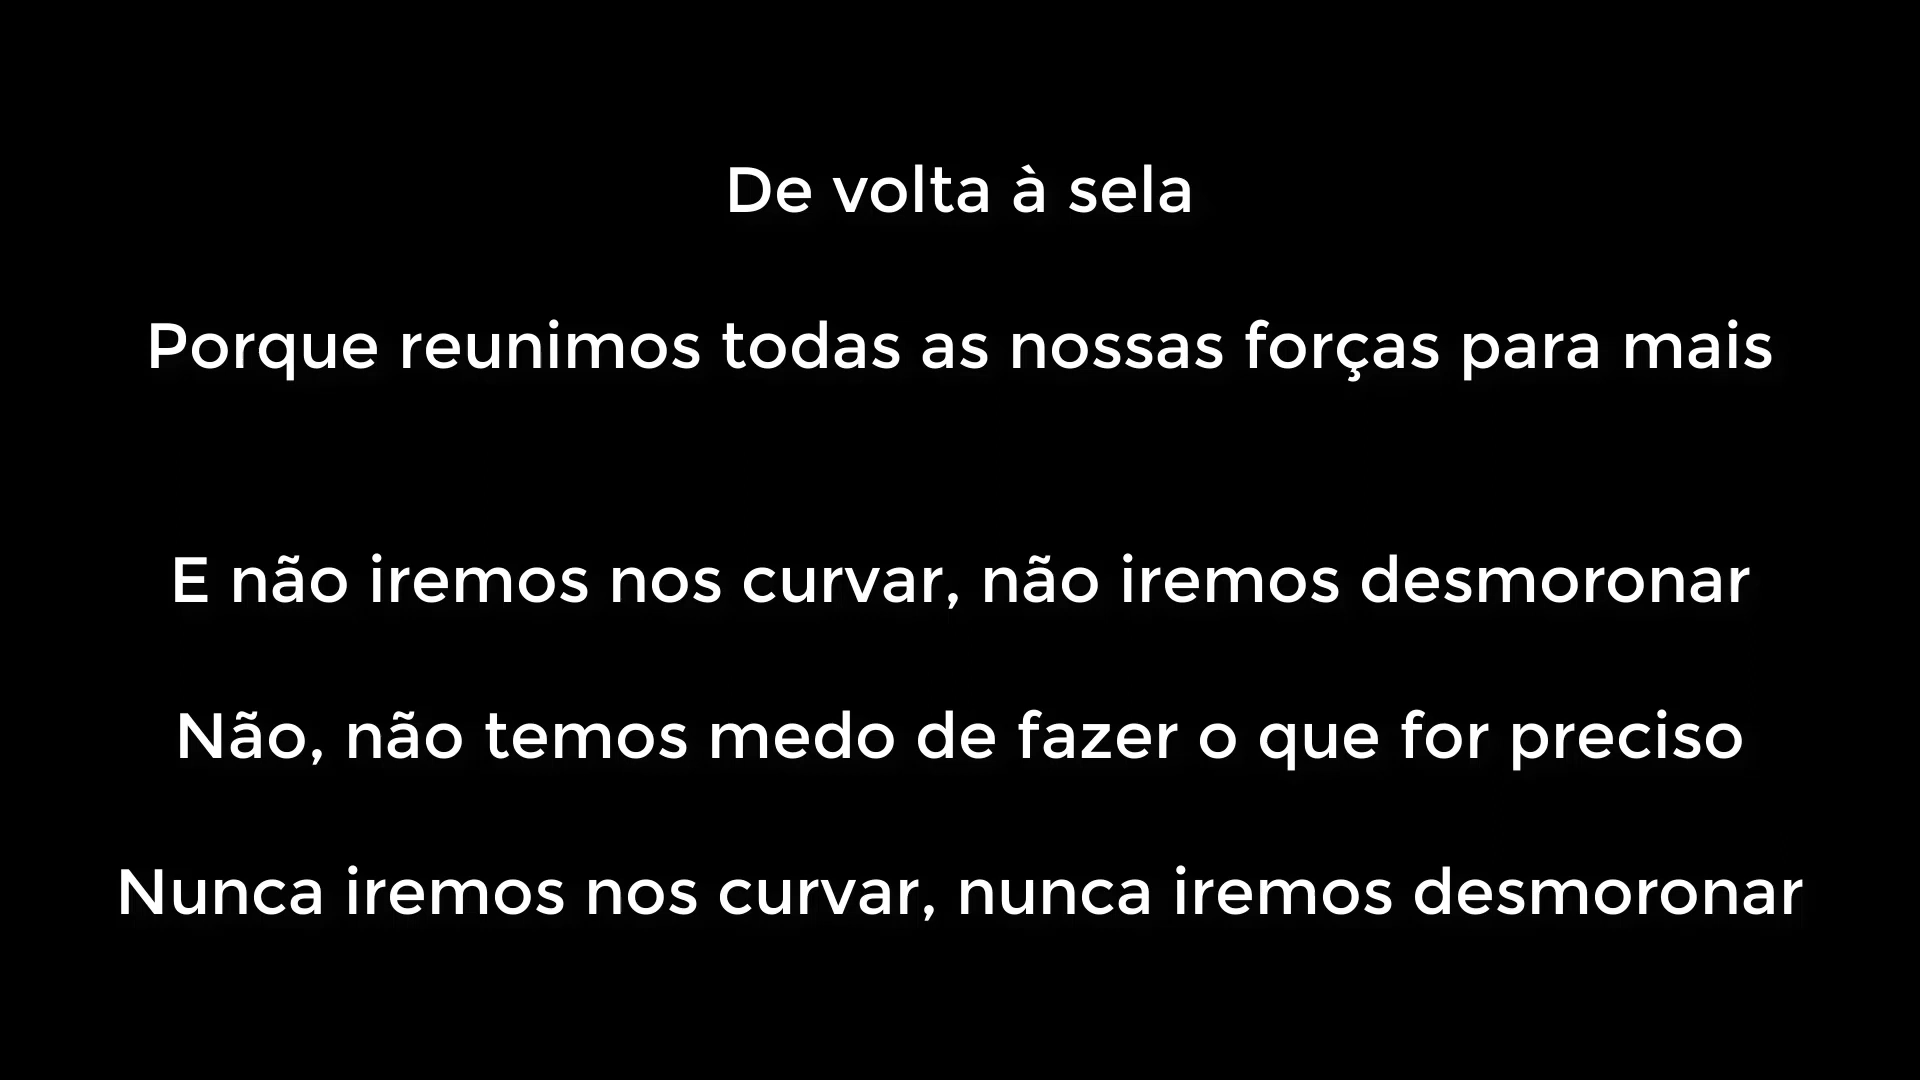 De volta à sela
Porque reunimos todas as nossas forças para mais
E não iremos nos curvar, não iremos desmoronar
Não, não temos medo de fazer o que for preciso
Nunca iremos nos curvar, nunca iremos desmoronar